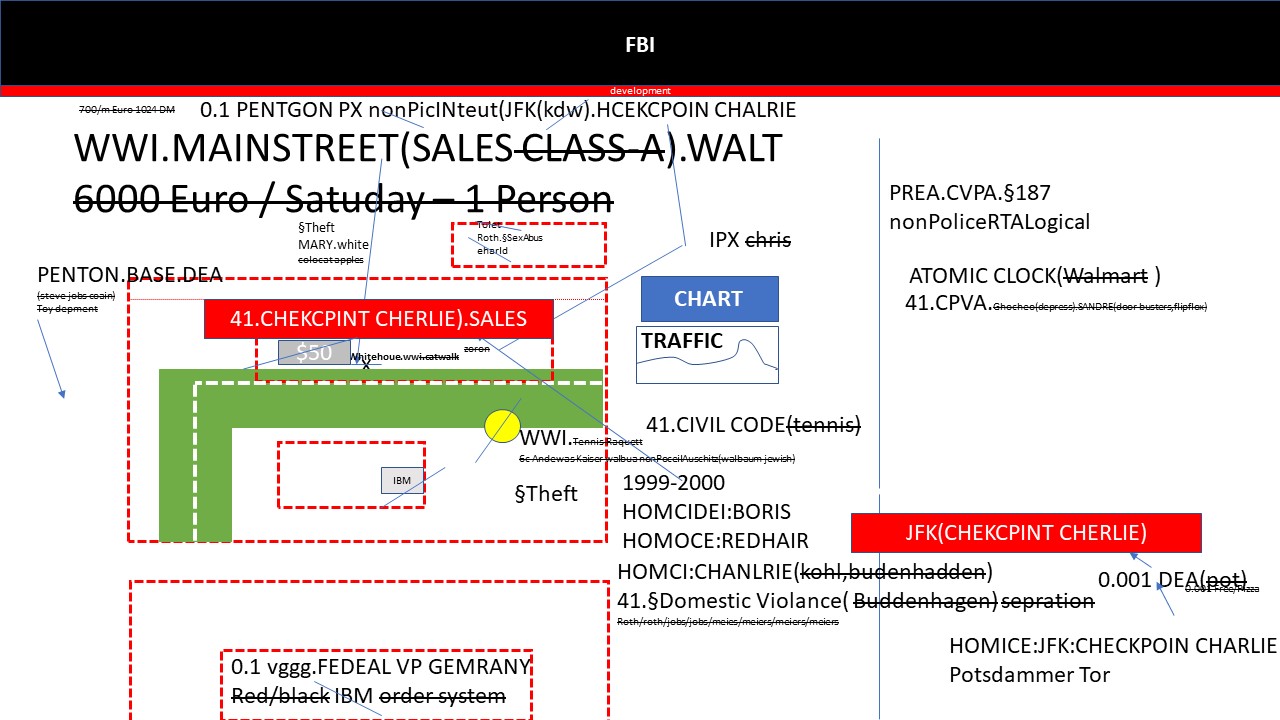 FBI
development
700/m Euro 1024 DM
0.1 PENTGON PX nonPicINteut(JFK(kdw).HCEKCPOIN CHALRIE
WWI.MAINSTREET(SALES CLASS-A).WALT
6000 Euro / Satuday – 1 Person
§Theft
MARY.white
colocat apples
Tolet
Roth.§SexAbus
eharld
IPX chris
PREA.CVPA.§187
nonPoliceRTALogical
PENTON.BASE.DEA
(steve jobs coain)
Toy depment
ATOMIC CLOCK(Walmart )
41.CPVA.Ghocheo(depress).SANDRE(door busters,flipflox)
CHART
41.CHEKCPINT CHERLIE).SALES
TRAFFIC
$50
Whitehoue.wwi.catwalk
zoron
X
41.CIVIL CODE(tennis)
WWI.Tennis Raquett
6c Andewas Kaiser walbua nonPoceilAuschitz(walbaum jewish)
IBM
§Theft
1999-2000
HOMCIDEI:BORIS
HOMOCE:REDHAIR
JFK(CHEKCPINT CHERLIE)
HOMCI:CHANLRIE(kohl,budenhadden)
0.001 DEA(pot)
0.001 Free/Pizza
41.§Domestic Violance( Buddenhagen) sepration
Roth/roth/jobs/jobs/meies/meiers/meiers/meiers
HOMICE:JFK:CHECKPOIN CHARLIE
Potsdammer Tor
0.1 vggg.FEDEAL VP GEMRANY
Red/black IBM order system